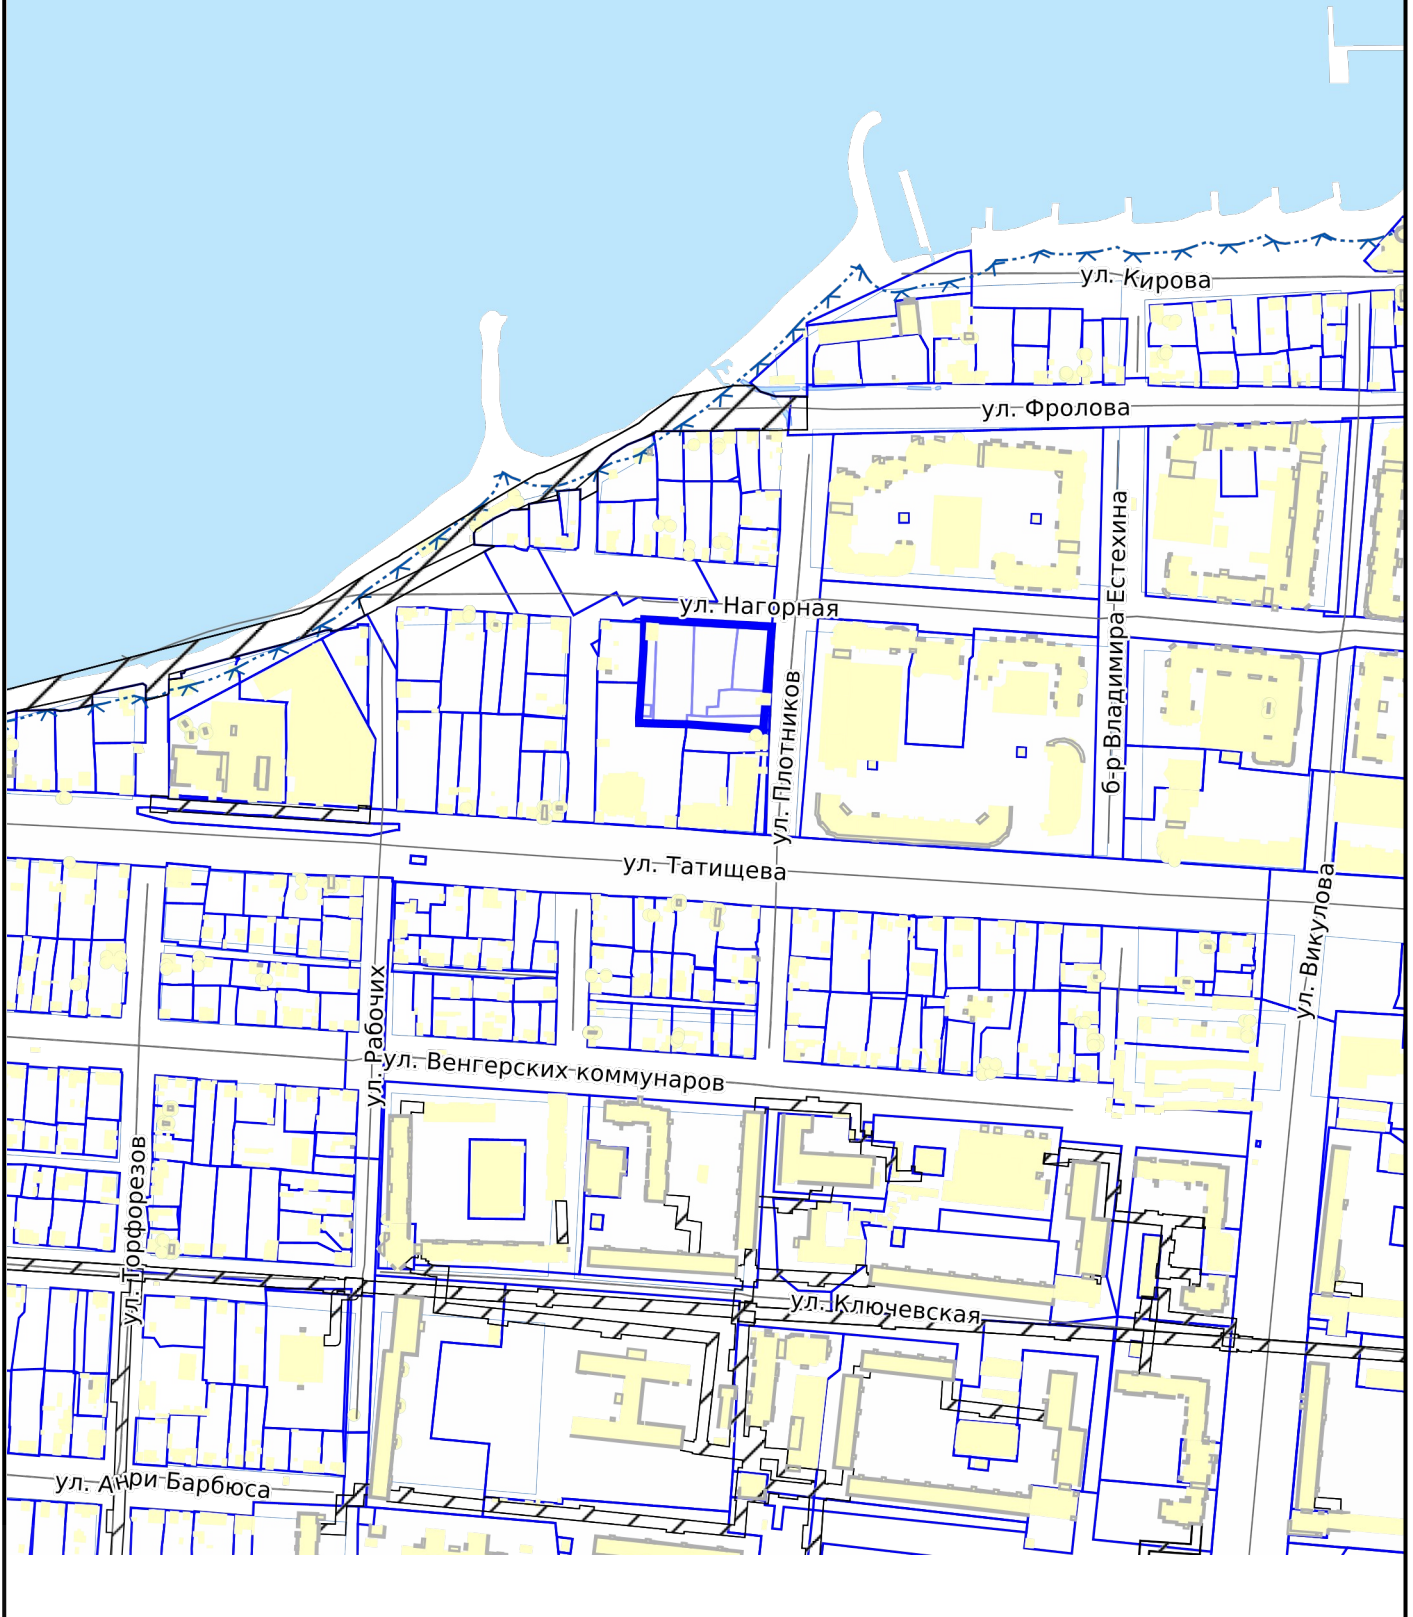 ул. Кирова
ул. Фролова
ул. Нагорная
б-р Владимира Естехина
ул. Плотников
ул. Татищева
ул. Викулова
ул. Рабочих
ул. Венгерских коммунаров
ул. Торфорезов
ул. Ключевская
ул. Анри Барбюса